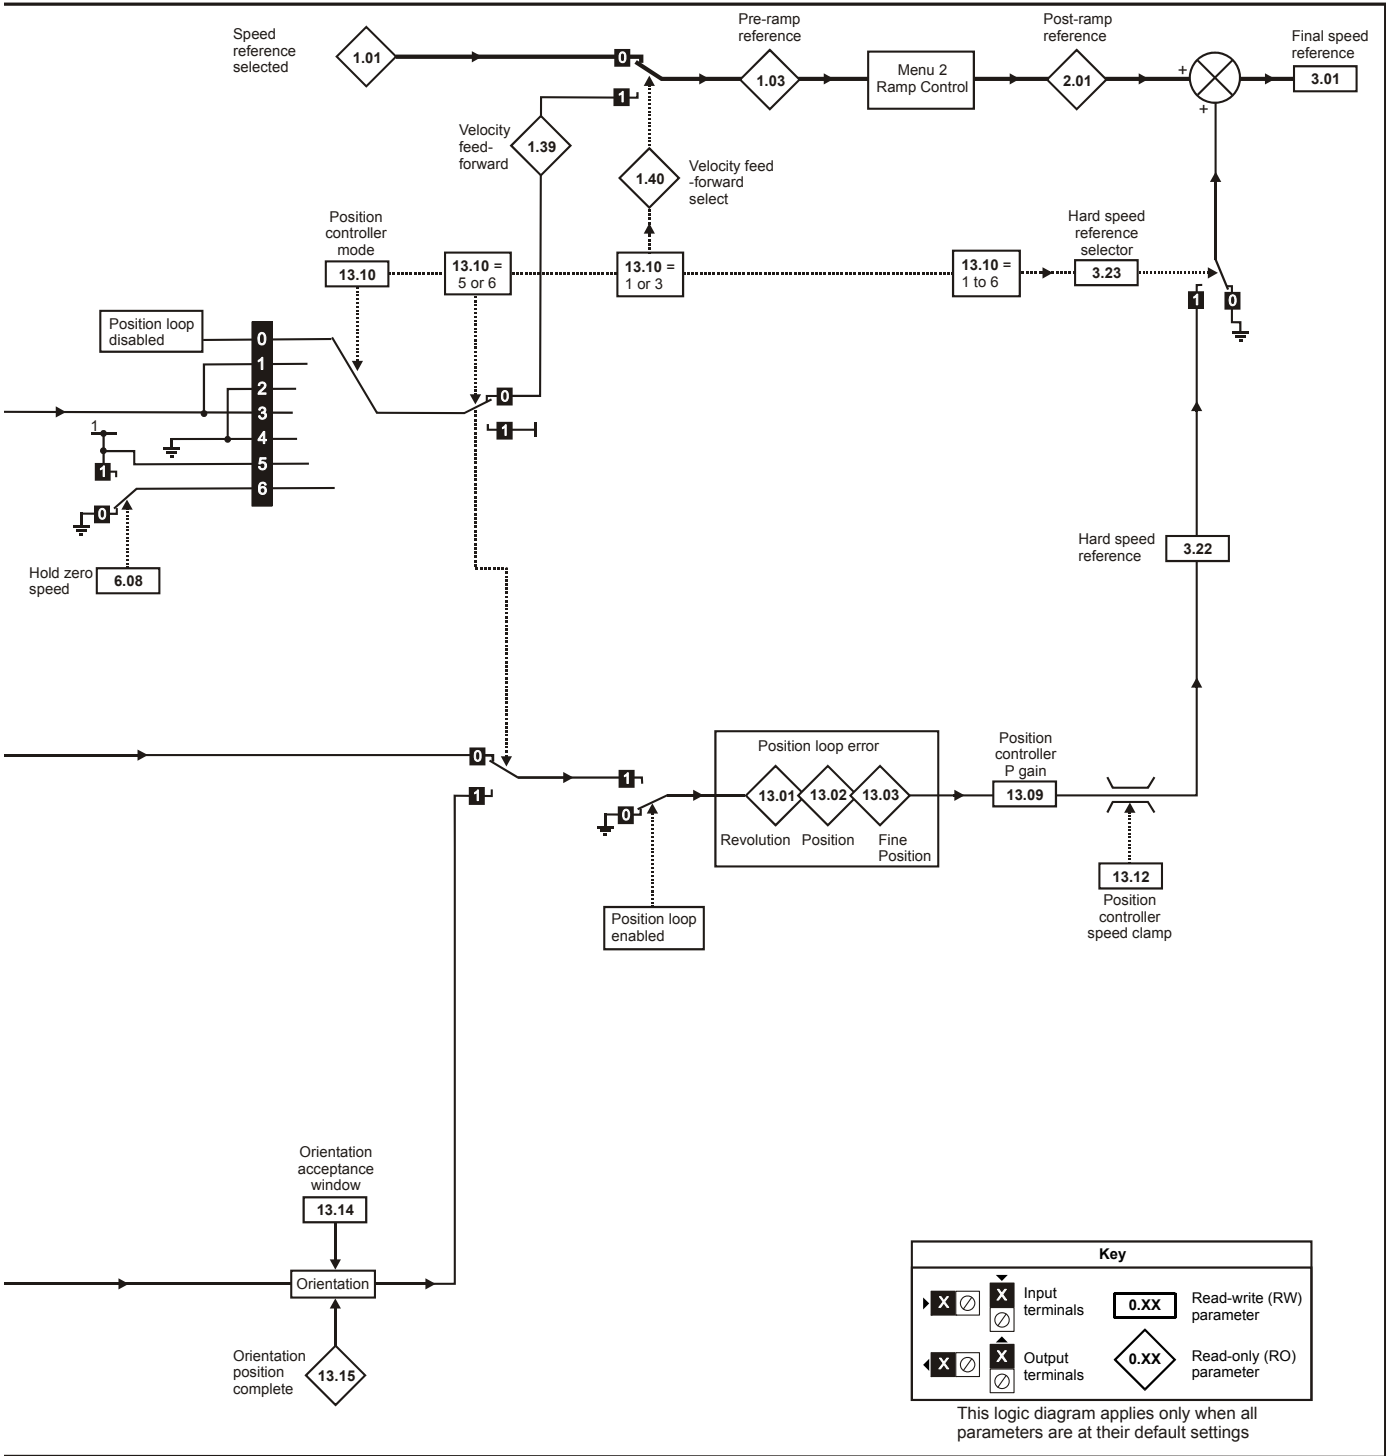 Speed
reference
selected
1.01
0
1
Pre-ramp
reference
1.03
Menu 2
Ramp Control
Post-ramp
reference
2.01
+
+
Final speed
reference
3.01
Velocity
feed-
forward
1.39
1.40
Velocity feed
-forward
select
Position
controller
mode
13.10
13.10 =
5 or 6
13.10 =
1 or 3
13.10 =
1 to 6
Hard speed
reference
selector
3.23
1
0
Position loop
disabled
0
1
2
3
4
5
6
0
1
1
1
0
Hold zero
speed
6.08
Hard speed
reference
3.22
0
1
1
0
Position loop
enabled
Position loop error
13.01
13.02
13.03
Revolution
Position
Fine
Position
Position
controller
P gain
13.09
13.12
Position
controller
speed clamp
Orientation
acceptance
window
13.14
Orientation
Orientation
position
complete
13.15
Key
X
X
Input
terminals
0.XX
Read-write (RW)
parameter
X
X
Output
terminals
0.XX
Read-only (RO)
parameter
This logic diagram applies only when all
parameters are at their default settings